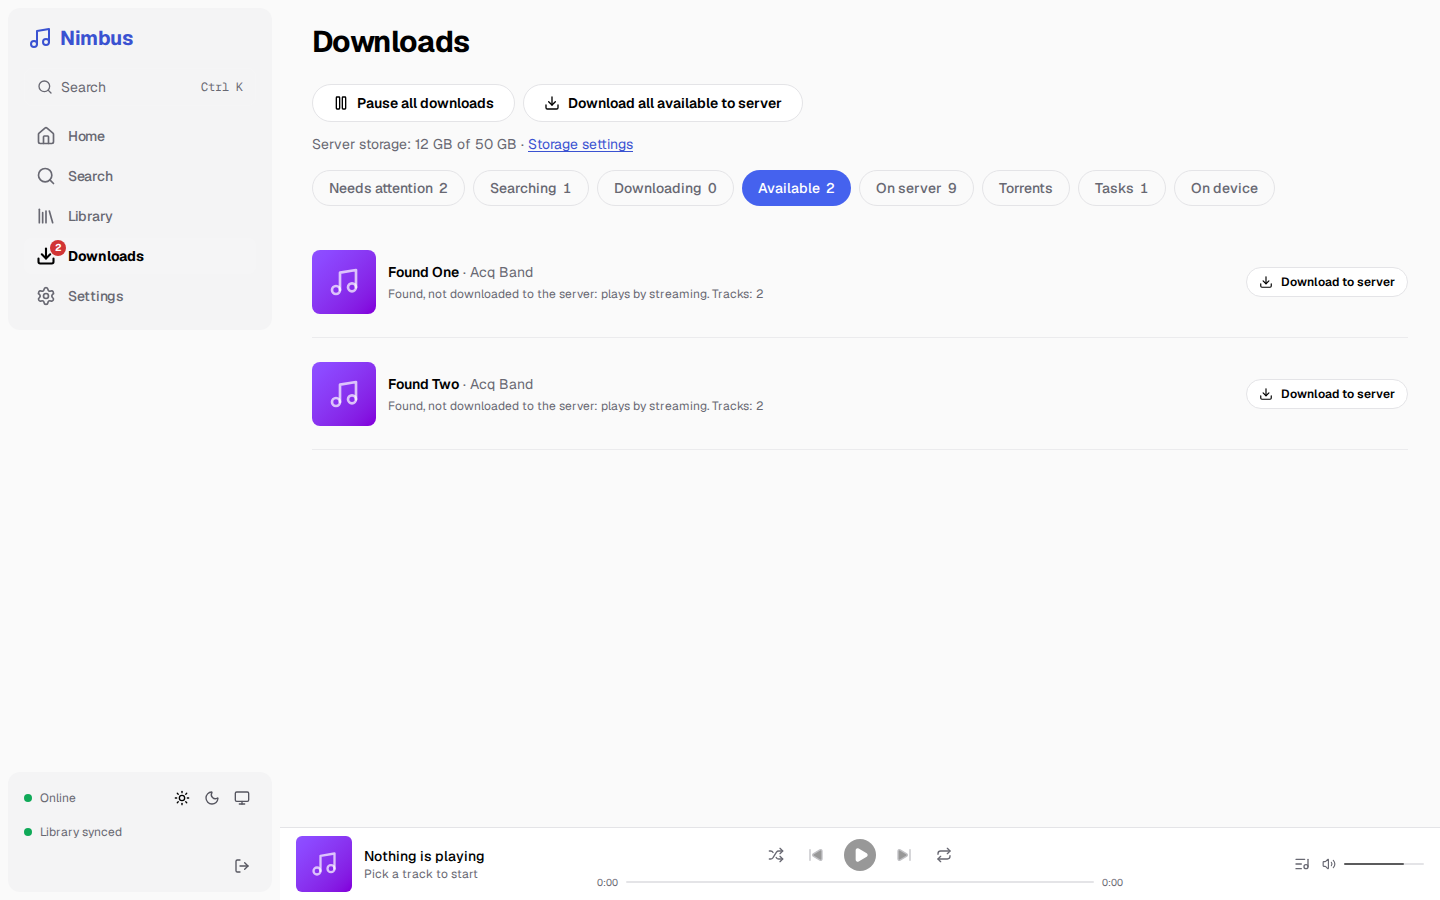 Nimbus
Search Ctrl K
Home
Search
Library
2 Downloads
Settings
Online
Library synced
Downloads
Pause all downloads Download all available to server
Server storage: 12 GB of 50 GB · Storage settings
Needs attention 2 Searching 1 Downloading 0 Available 2 On server 9 Torrents Tasks 1 On device
Found One · Acq Band
Found, not downloaded to the server: plays by streaming. Tracks: 2
Download to server
Found Two · Acq Band
Found, not downloaded to the server: plays by streaming. Tracks: 2
Download to server
Nothing is playing
Pick a track to start
0:00 0:00